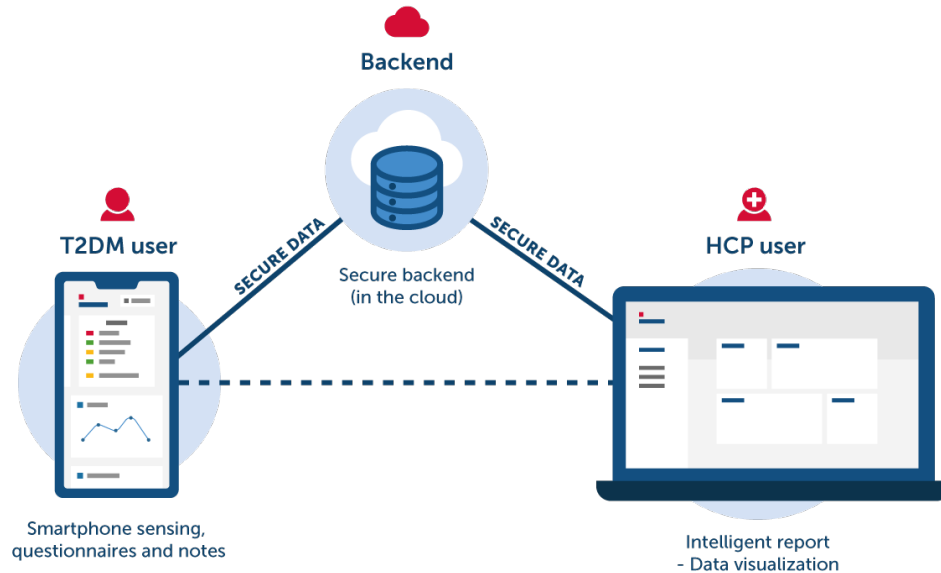 Backend
T2DM user
HCP user
SECURE DATA
SECURE DATA
Secure backend
(in the cloud)
Smartphone sensing,
questionnaires and notes
Intelligent report
- Data visualization